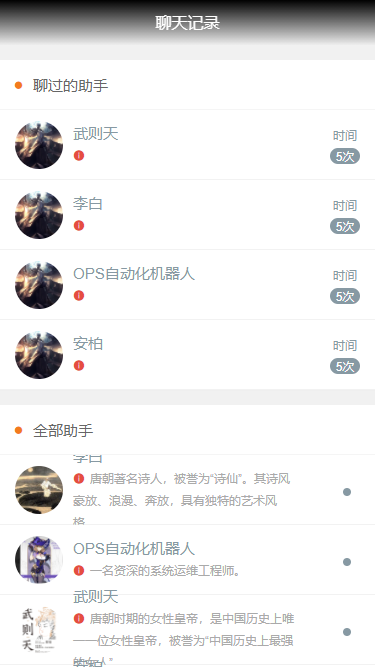 聊天记录
聊过的助手
武则天
时间
5次
李白
时间
5次
OPS自动化机器人
时间
5次
安柏
时间
5次
全部助手
李白
唐朝著名诗人，被誉为“诗仙”。其诗风
豪放、浪漫、奔放，具有独特的艺术风
格
OPS自动化机器人
一名资深的系统运维工程师。
武则天
武则天
唐朝时期的女性皇帝，是中国历史上唯
一一位女性皇帝，被誉为“中国历史上最强
的女人”
安柏